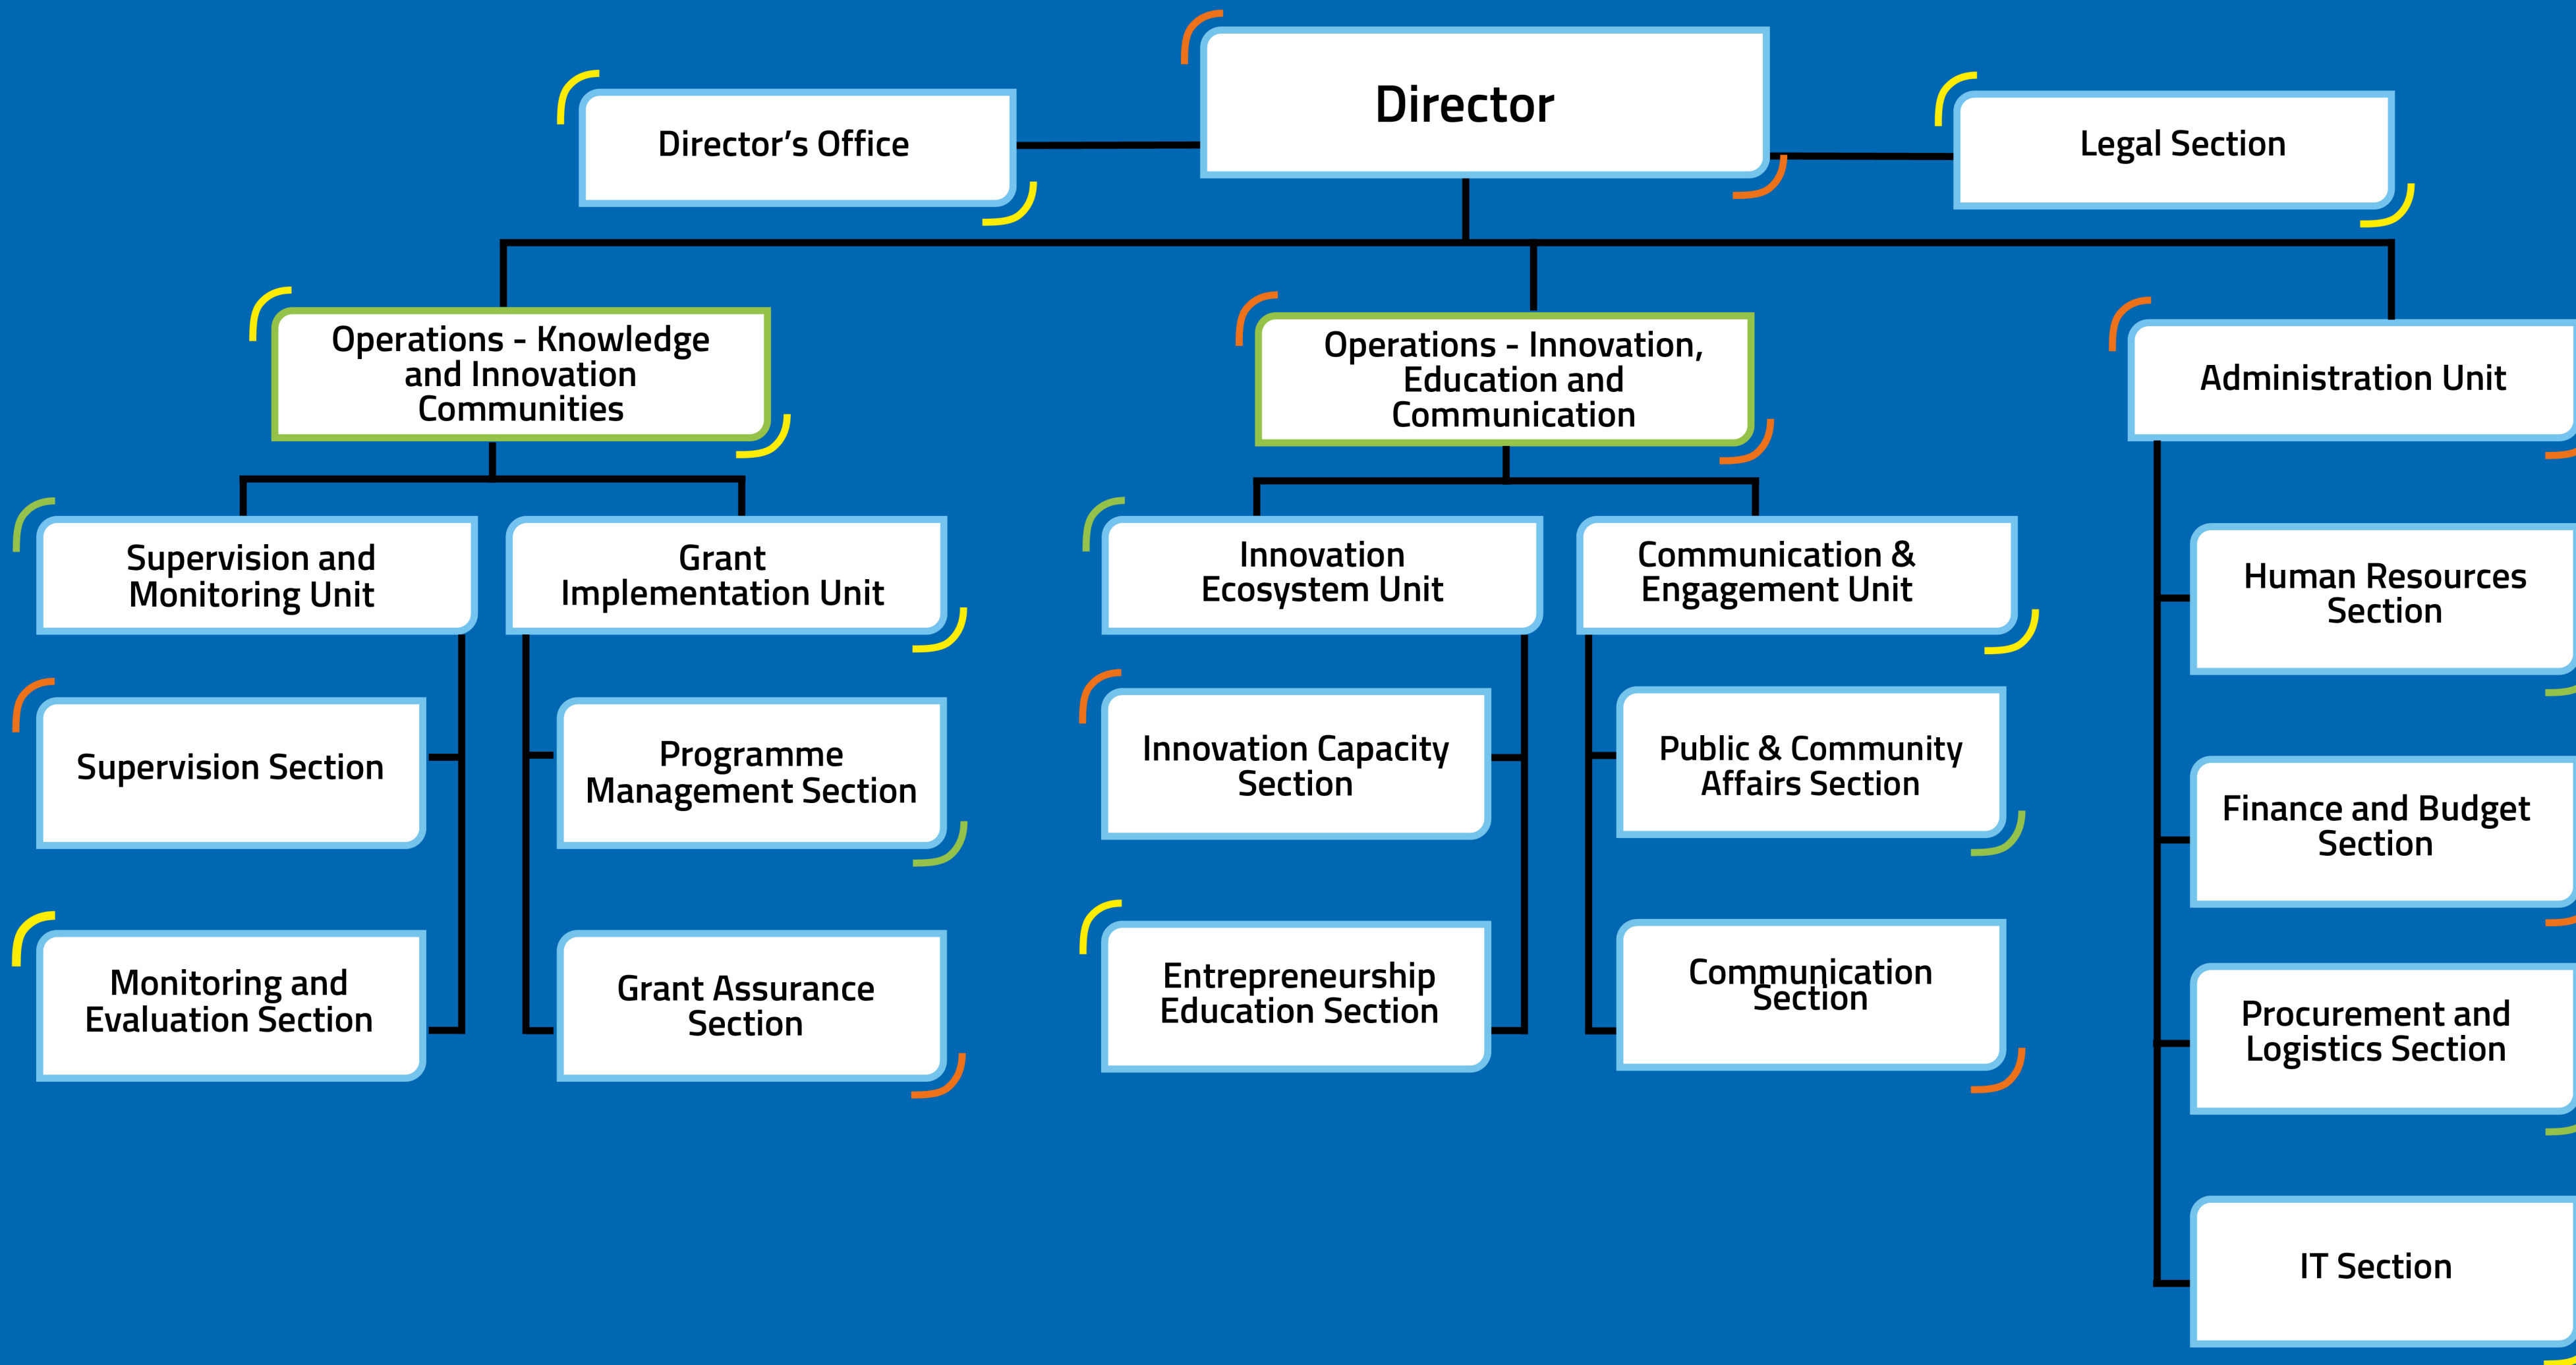 Director
Director’s Office
Legal Section
Operations - Knowledge
and Innovation
Communities
Operations - Innovation,
Education and
Communication
Administration Unit
Supervision and
Monitoring Unit
Grant
Implementation Unit
Innovation
Ecosystem Unit
Communication &
Engagement Unit
Human Resources
Section
Supervision Section
Programme
Management Section
Innovation Capacity
Section
Public & Community
Affairs Section
Finance and Budget
Section
Monitoring and
Evaluation Section
Grant Assurance
Section
Entrepreneurship
Education Section
Communication
Section
Procurement and
Logistics Section
IT Section